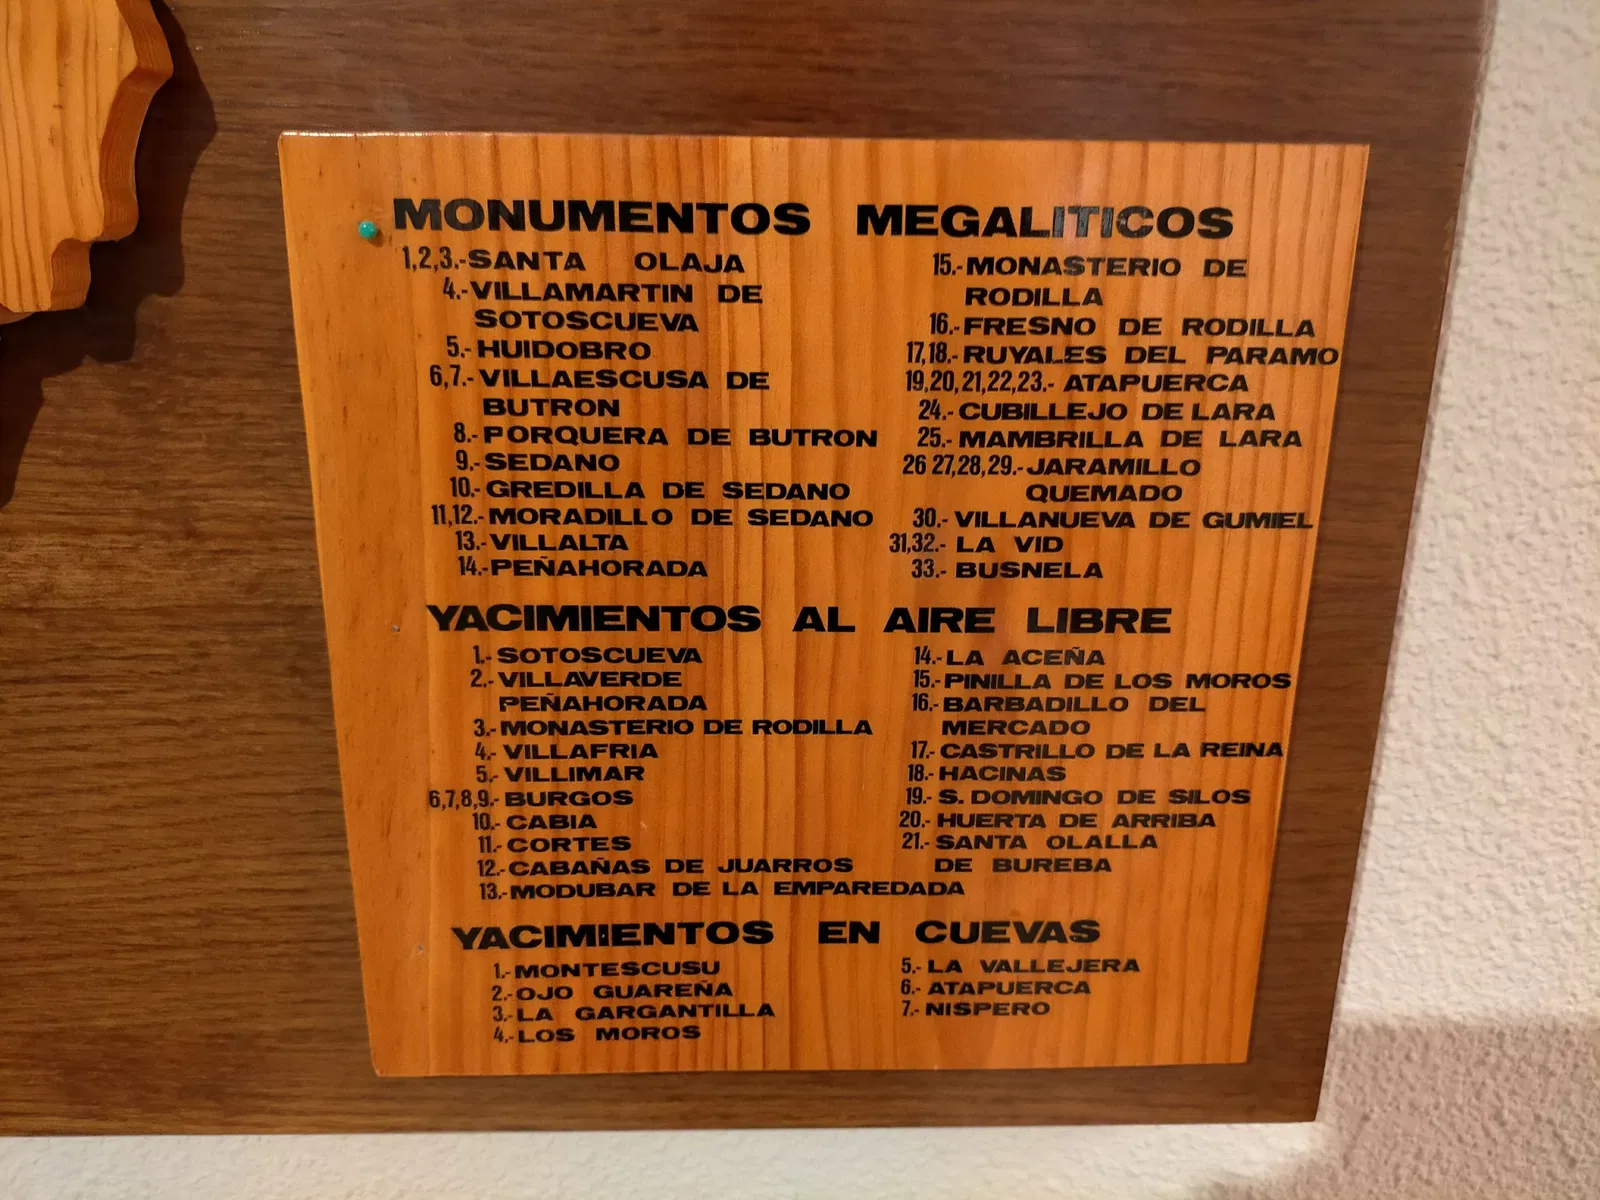 MONUMENTOS MEGALITICOS
1,2,3.-SANTA OLAJA
4.-VILLAMARTIN DE
SOTOSCUEVA
5.-HUIDOBRO
6,7.-VILLAESCUSA DE
BUTRON
8.-PORQUERA DE BUTRON
9.-SEDANO
10.-GREDILLA DE SEDANO
11,12.-MORADILLO DE SEDANO
13.-VILLALTA
14.-PEÑAHORADA
15.-MONASTERIO DE
RODILLA
16.-FRESNO DE RODILLA
17,18.-RUYALES DEL PARAMO
19,20,21,22,23.- ATAPUERCA
24.-CUBILLEJO DE LARA
25.-MAMBRILLA DE LARA
26 27,28,29.-JARAMILLO
QUEMADO
30.-VILLANUEVA DE GUMIEL
31,32.- LA VID
33.- BUSNELA
YACIMIENTOS AL AIRE LIBRE
1.-SOTOSCUEVA
2.-VILLAVERDE
PEÑAHORADA
3.-MONASTERIO DE RODILLA
4.-VILLAFRIA
5.-VILLIMAR
6,7,8,9.-BURGOS
10.-CABIA
11.-CORTES
12.-CABAÑAS DE JUARROS
13.-MODUBAR DE LA EMPAREDADA
14.-LA ACEÑA
15.-PINILLA DE LOS MOROS
16.-BARBADILLO DEL
MERCADO
17.-CASTRILLO DE LA REINA
18.-HACINAS
19.-S. DOMINGO DE SILOS
20.-HUERTA DE ARRIBA
21.-SANTA OLALLA
DE BUREBA
YACIMIENTOS EN CUEVAS
1.-MONTESCUSU
2.-OJO GUAREÑA
3.-LA GARGANTILLA
4.-LOS MOROS
5.-LA VALLEJERA
6.-ATAPUERCA
7.-NISPERO